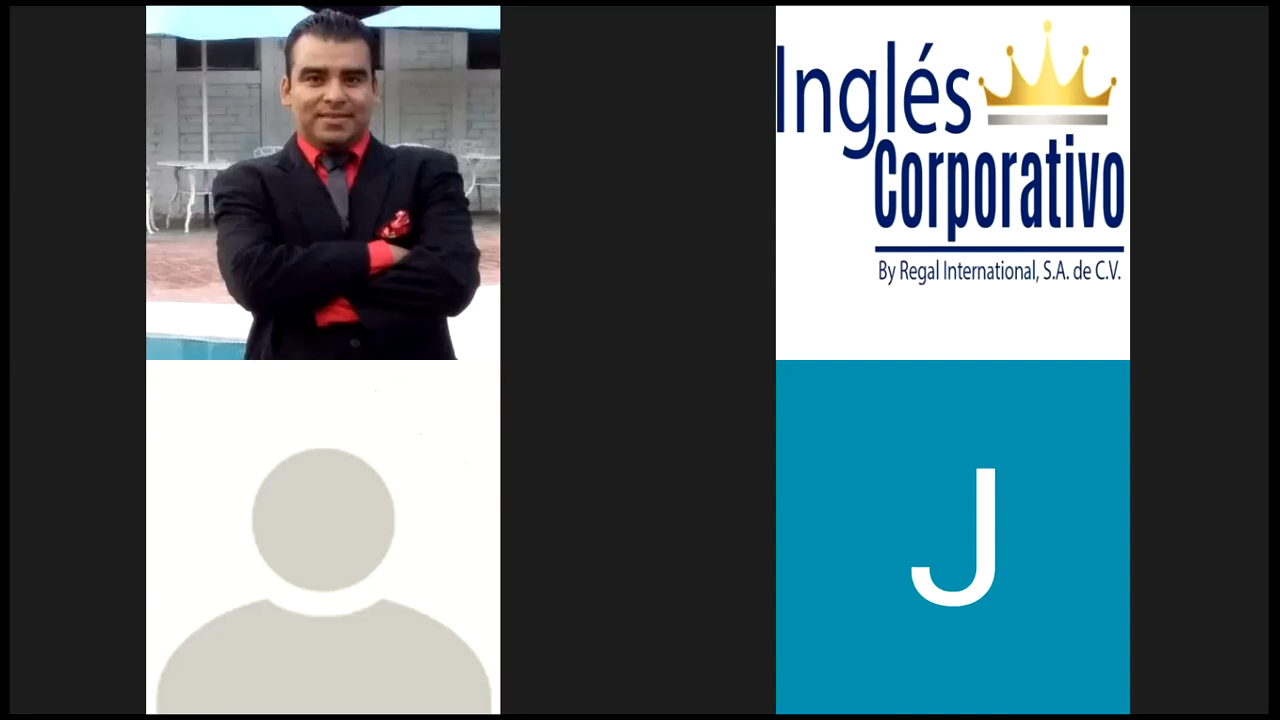 Inglés
Corporativo
By Regal International, S.A. de C.V.
J